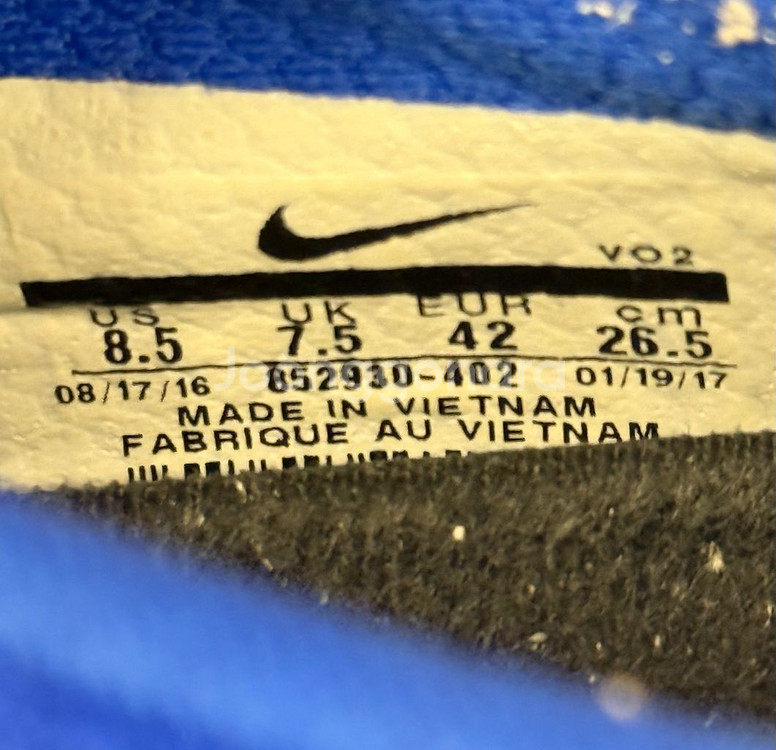 VO2
US UK EUR cm
8.5 7.5 42 26.5
08/17/16 852930-402 01/19/17
MADE IN VIETNAM
FABRIQUE AU VIETNAM